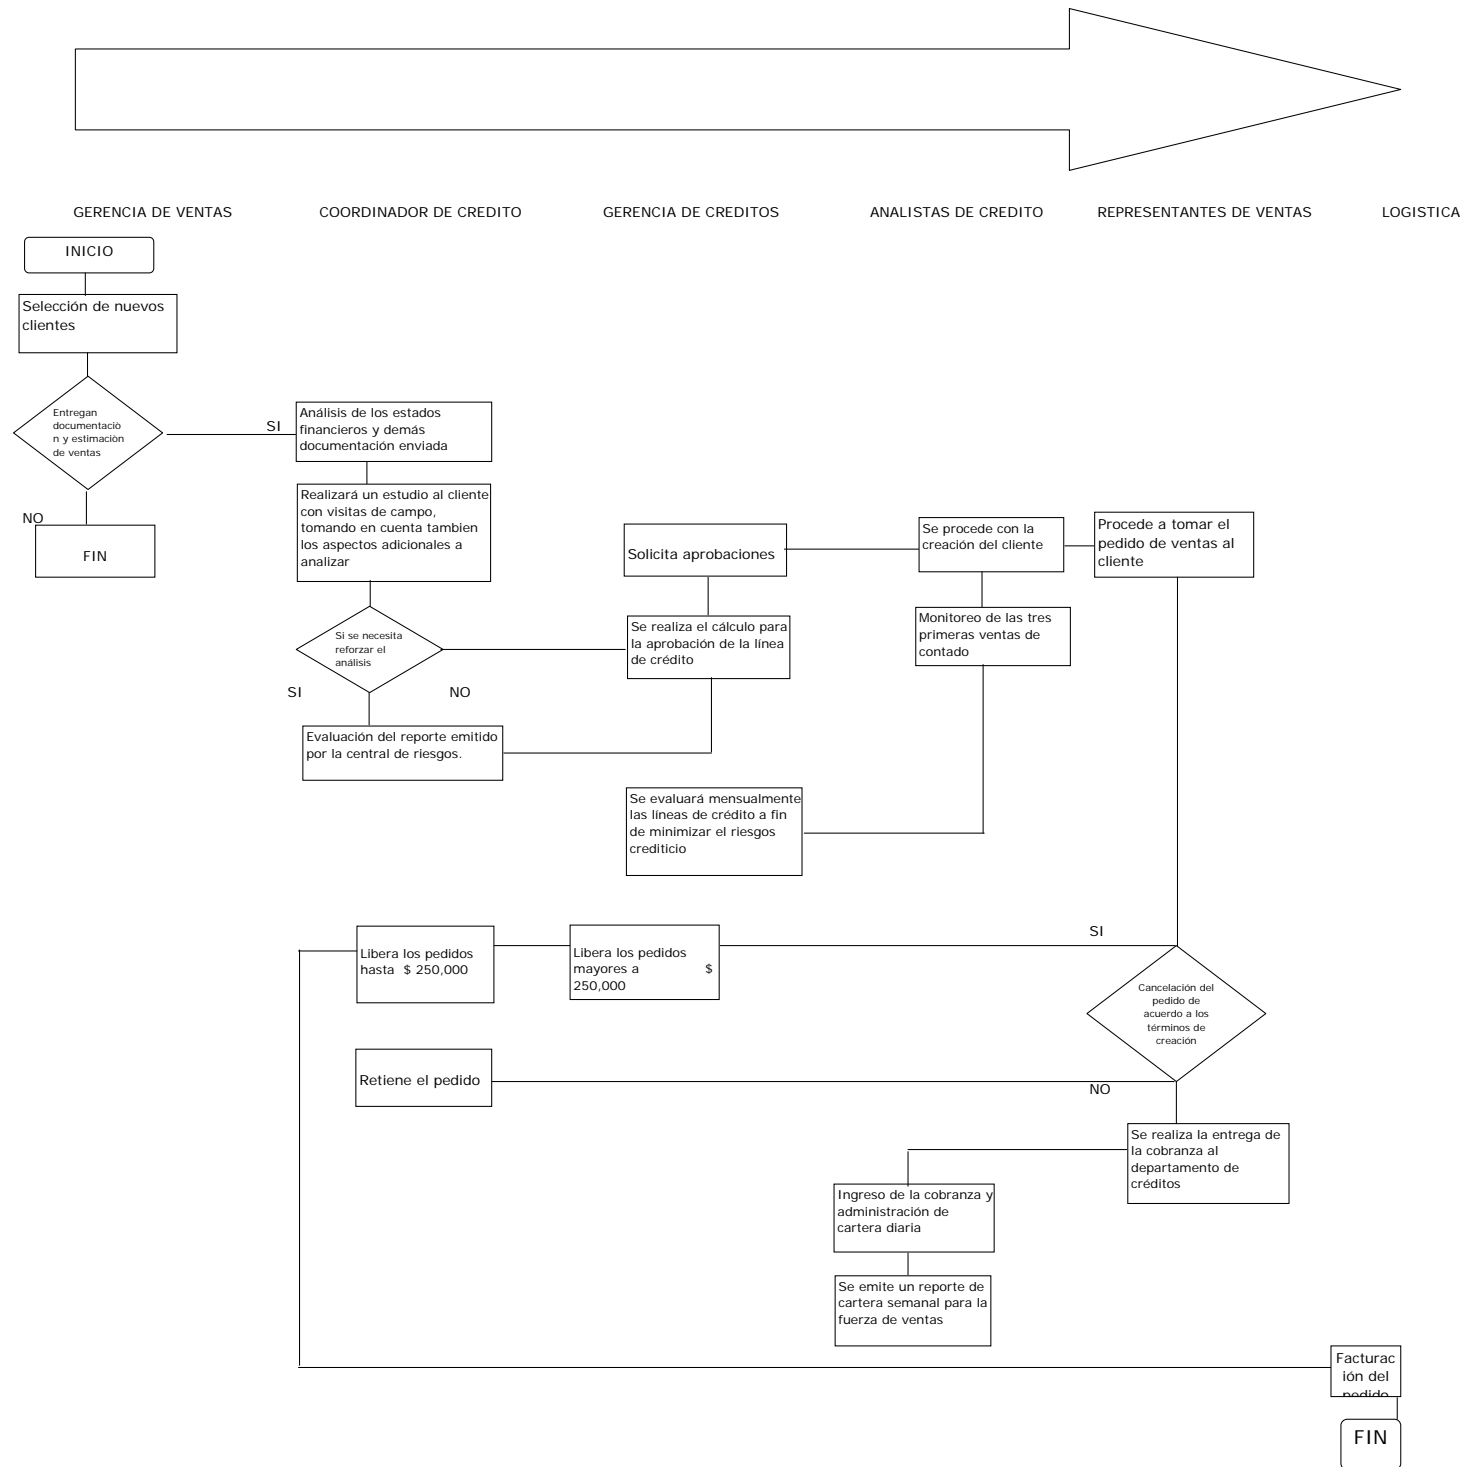 GERENCIA DE VENTAS
COORDINADOR DE CREDITO
GERENCIA DE CREDITOS
ANALISTAS DE CREDITO
REPRESENTANTES DE VENTAS
LOGISTICA
INICIO
Selección de nuevos
clientes
Entregan
documentaciò
n y estimaciòn
de ventas
SI
NO
FIN
Análisis de los estados
financieros y demás
documentación enviada
Realizará un estudio al cliente
con visitas de campo,
tomando en cuenta tambien
los aspectos adicionales a
analizar
Si se necesita
reforzar el
análisis
SI
NO
Evaluación del reporte emitido
por la central de riesgos.
Solicita aprobaciones
Se realiza el cálculo para
la aprobación de la línea
de crédito
Se procede con la
creación del cliente
Procede a tomar el
pedido de ventas al
cliente
Monitoreo de las tres
primeras ventas de
contado
Se evaluará mensualmente
las líneas de crédito a fin
de minimizar el riesgos
crediticio
SI
Libera los pedidos
hasta $ 250,000
Libera los pedidos
mayores a $
250,000
Cancelación del
pedido de
acuerdo a los
términos de
creación
Retiene el pedido
NO
Se realiza la entrega de
la cobranza al
departamento de
créditos
Ingreso de la cobranza y
administración de
cartera diaria
Se emite un reporte de
cartera semanal para la
fuerza de ventas
Facturac
ión del
pedido
FIN